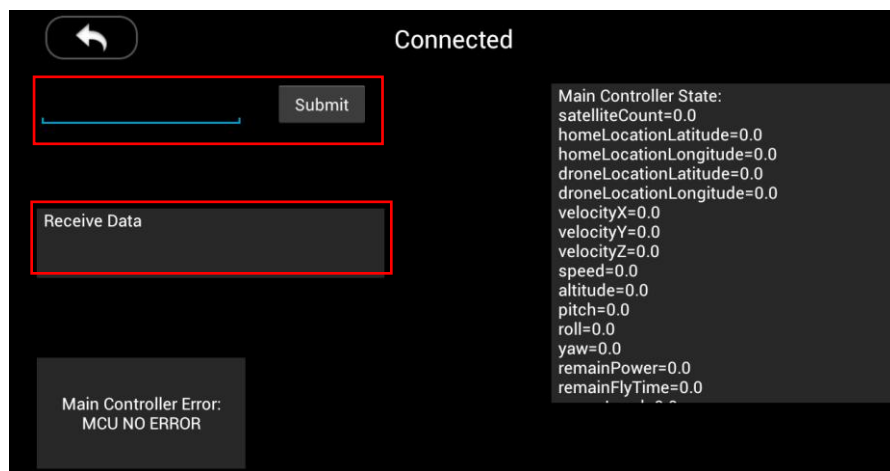 Connected
Submit
Receive Data
Main Controller Error:
MCU NO ERROR
Main Controller State:
satelliteCount=0.0
homeLocationLatitude=0.0
homeLocationLongitude=0.0
droneLocationLatitude=0.0
droneLocationLongitude=0.0
velocityX=0.0
velocityY=0.0
velocityZ=0.0
speed=0.0
altitude=0.0
pitch=0.0
roll=0.0
yaw=0.0
remainPower=0.0
remainFlyTime=0.0